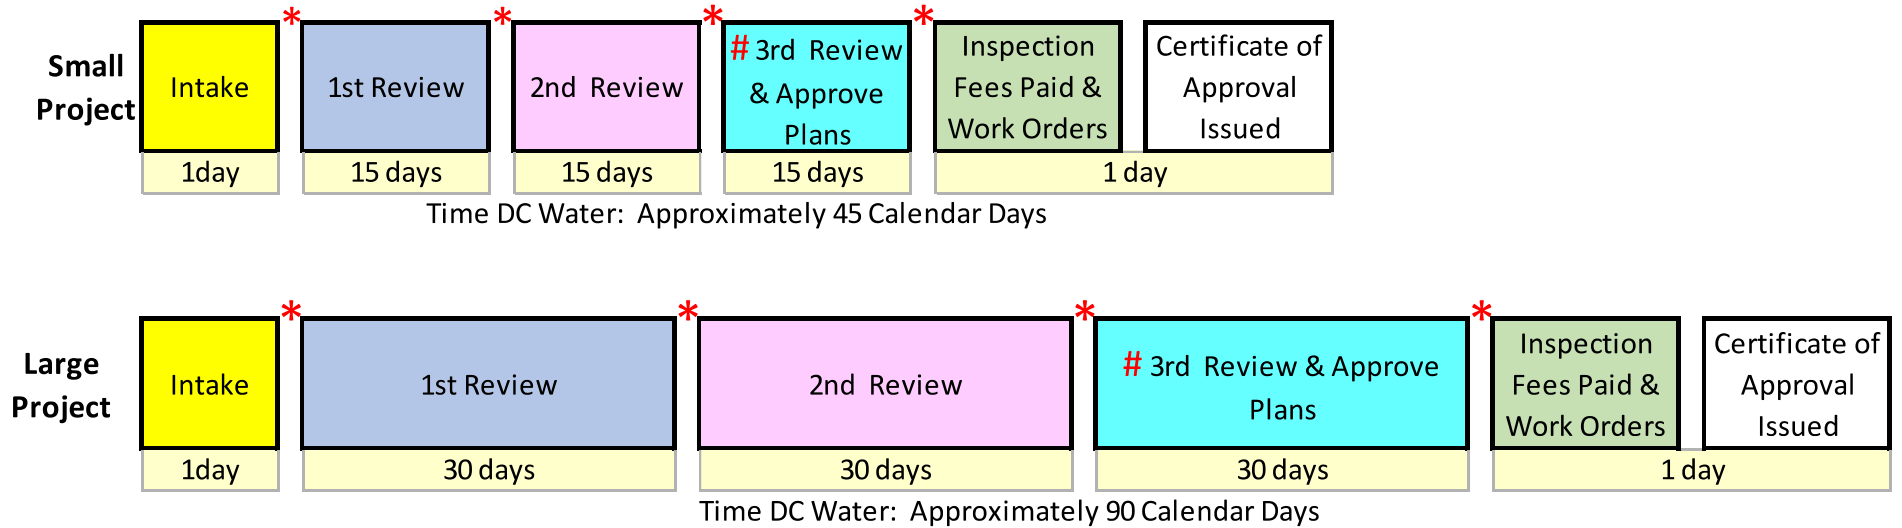 Small
Project
*
*
*
*
Intake
1st Review
2nd  Review
# 3rd  Review
& Approve
Plans
Inspection
Fees Paid &
Work Orders
Certificate of
Approval
Issued
1day
15 days
15 days
15 days
1 day
Time DC Water:  Approximately 45 Calendar Days
Large
Project
*
*
*
*
Intake
1st Review
2nd  Review
# 3rd  Review & Approve
Plans
Inspection
Fees Paid &
Work Orders
Certificate of
Approval
Issued
1day
30 days
30 days
30 days
1 day
Time DC Water:  Approximately 90 Calendar Days